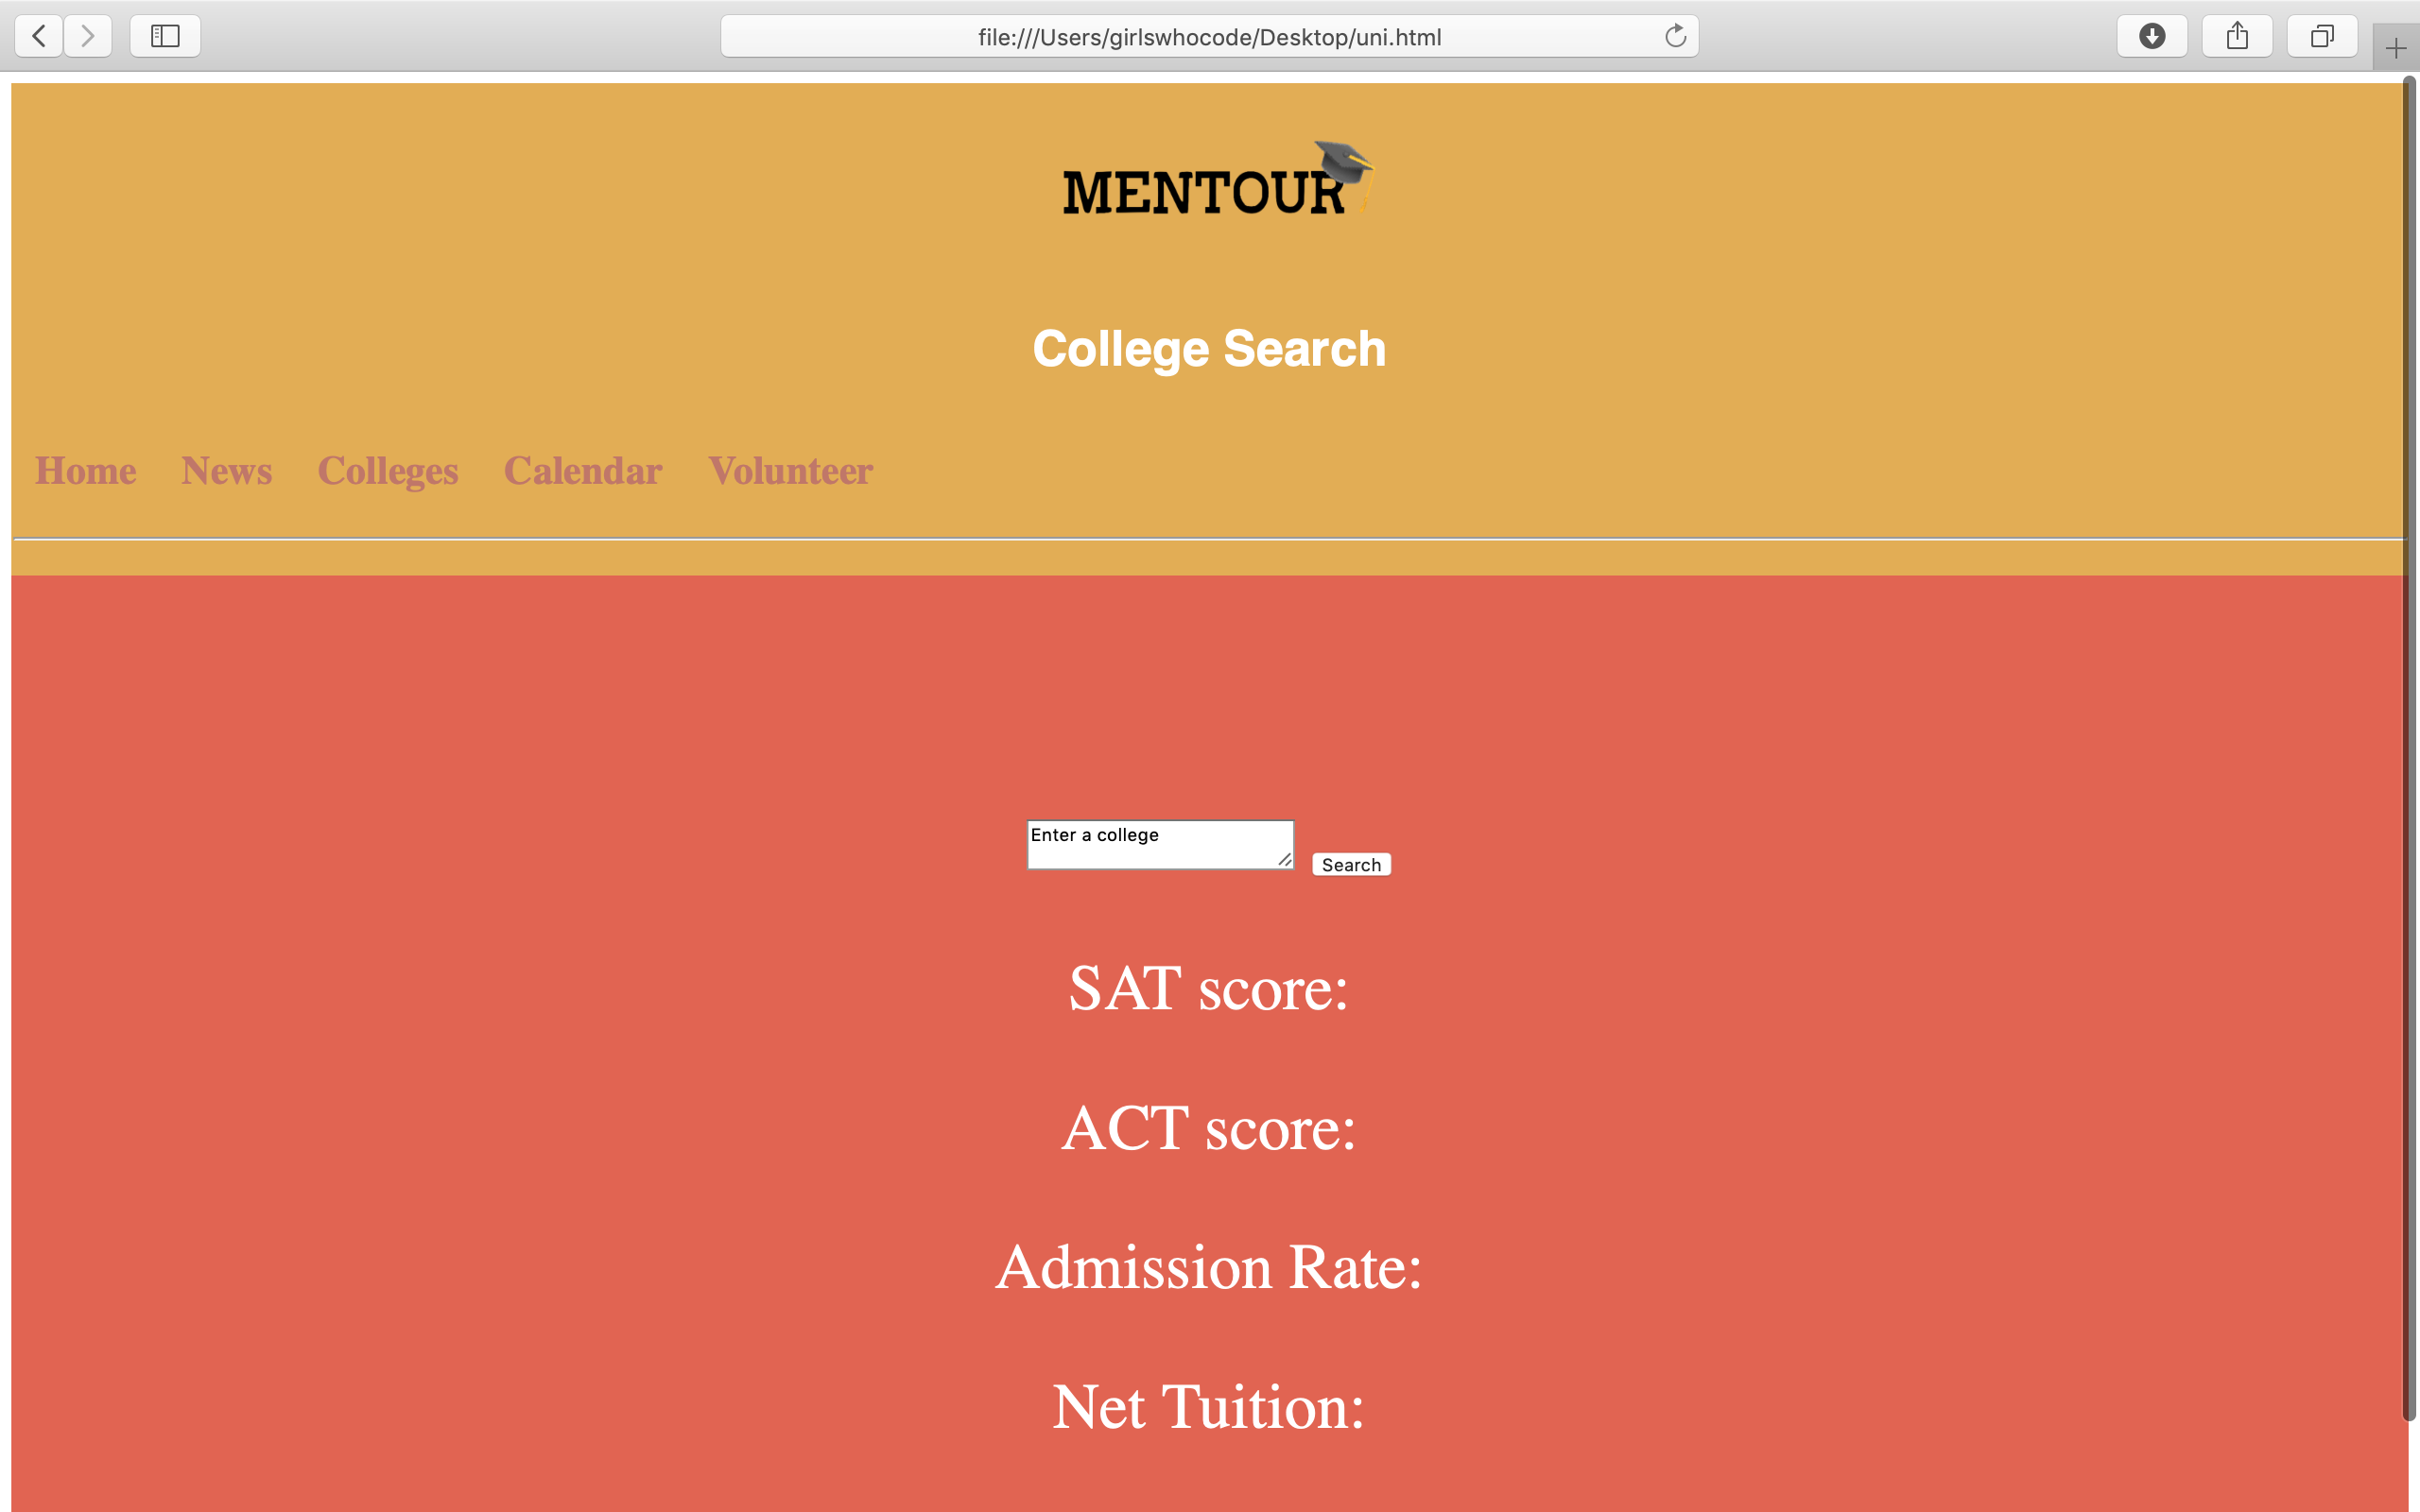 file:///Users/girlswhocode/Desktop/uni.html
MENTOUR
College Search
Home News Colleges Calendar Volunteer
Enter a college
Search
SAT score:
ACT score:
Admission Rate:
Net Tuition: